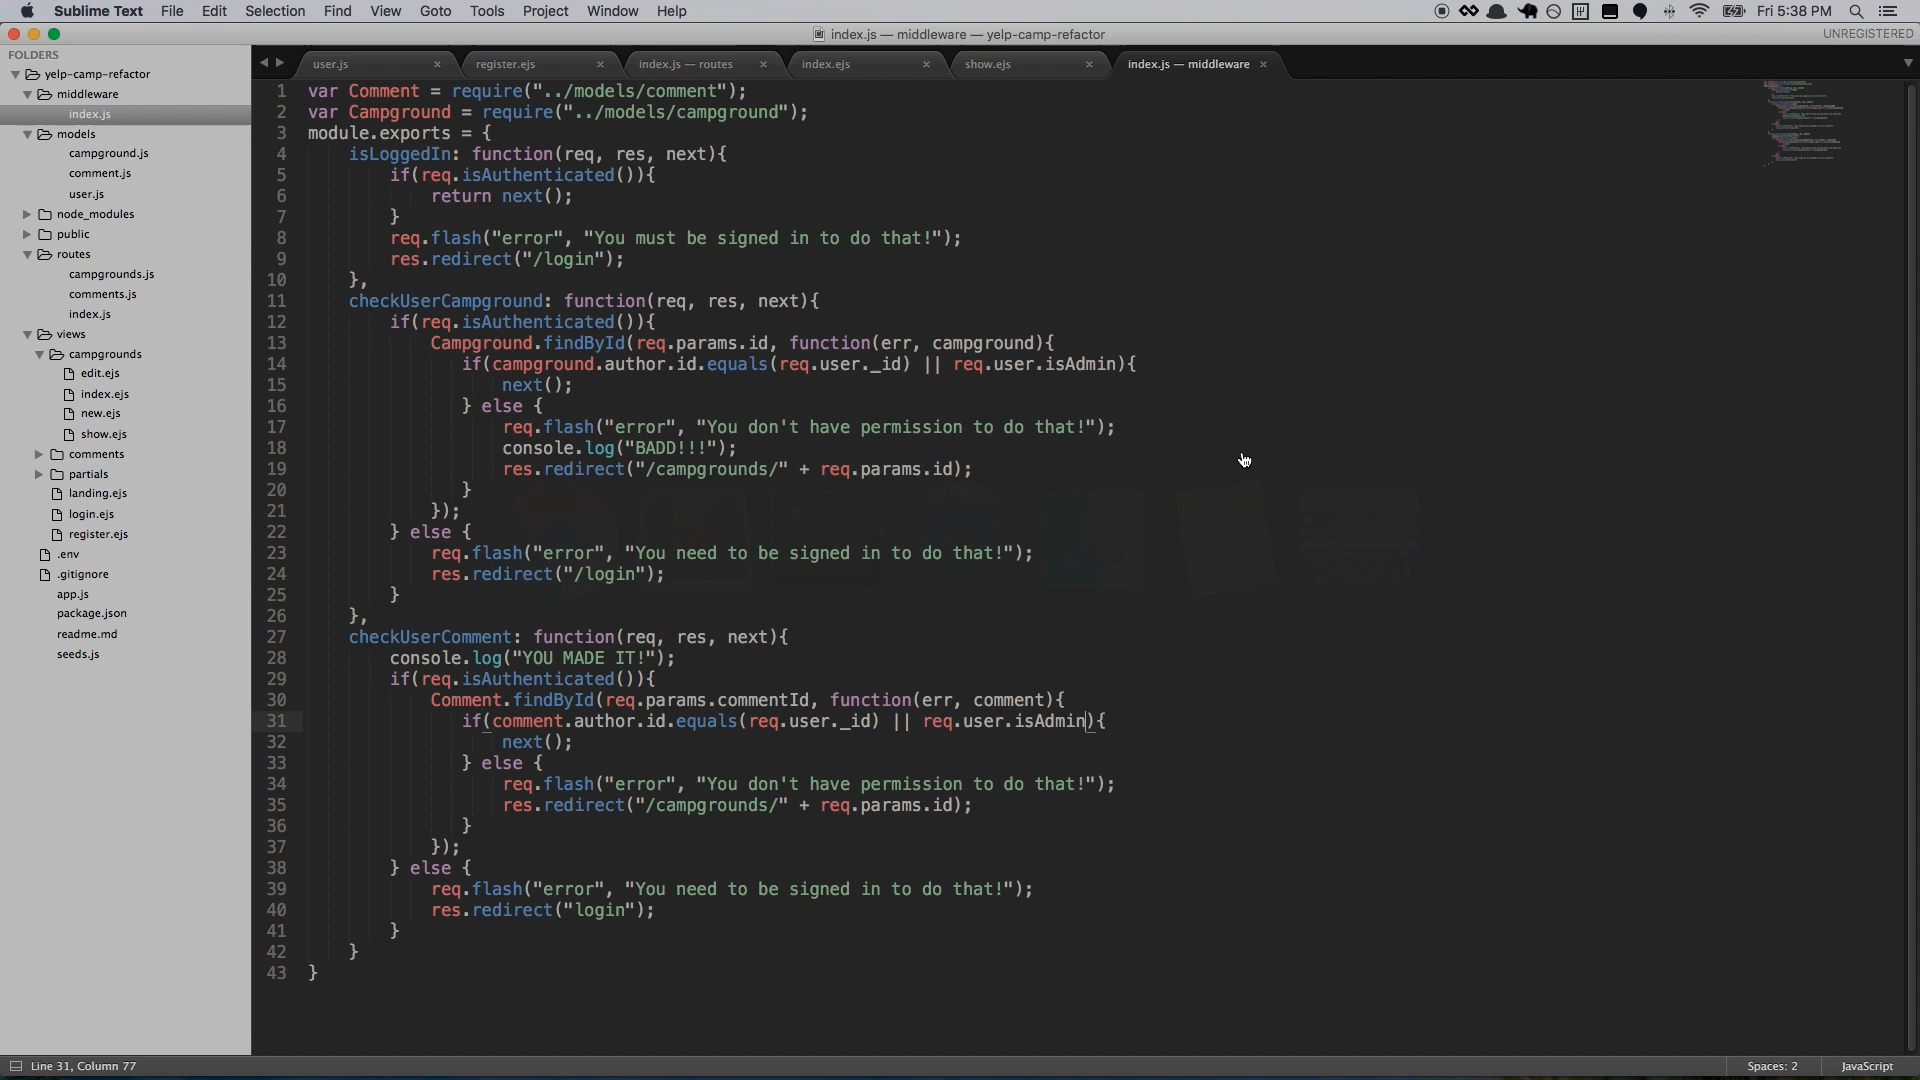 Sublime Text File Edit Selection Find View Goto Tools Project Window Help Fri 5:38 PM
index.js — middleware — yelp-camp-refactor UNREGISTERED
FOLDERS
yelp-camp-refactor
middleware
index.js
models
campground.js
comment.js
user.js
node_modules
public
routes
campgrounds.js
comments.js
index.js
views
campgrounds
edit.ejs
index.ejs
new.ejs
show.ejs
comments
partials
landing.ejs
login.ejs
register.ejs
.env
.gitignore
app.js
package.json
readme.md
seeds.js
user.js register.ejs index.js — routes index.ejs show.ejs index.js — middleware
1 var Comment = require("../models/comment");
2 var Campground = require("../models/campground");
3 module.exports = {
4 isLoggedIn: function(req, res, next){
5 if(req.isAuthenticated()){
6 return next();
7 }
8 req.flash("error", "You must be signed in to do that!");
9 res.redirect("/login");
10 },
11 checkUserCampground: function(req, res, next){
12 if(req.isAuthenticated()){
13 Campground.findById(req.params.id, function(err, campground){
14 if(campground.author.id.equals(req.user._id) || req.user.isAdmin){
15 next();
16 } else {
17 req.flash("error", "You don't have permission to do that!");
18 console.log("BADD!!!");
19 res.redirect("/campgrounds/" + req.params.id);
20 }
21 });
22 } else {
23 req.flash("error", "You need to be signed in to do that!");
24 res.redirect("/login");
25 }
26 },
27 checkUserComment: function(req, res, next){
28 console.log("YOU MADE IT!");
29 if(req.isAuthenticated()){
30 Comment.findById(req.params.commentId, function(err, comment){
31 if(comment.author.id.equals(req.user._id) || req.user.isAdmin){
32 next();
33 } else {
34 req.flash("error", "You don't have permission to do that!");
35 res.redirect("/campgrounds/" + req.params.id);
36 }
37 });
38 } else {
39 req.flash("error", "You need to be signed in to do that!");
40 res.redirect("login");
41 }
42 }
43 }
Line 31, Column 77 Spaces: 2 JavaScript